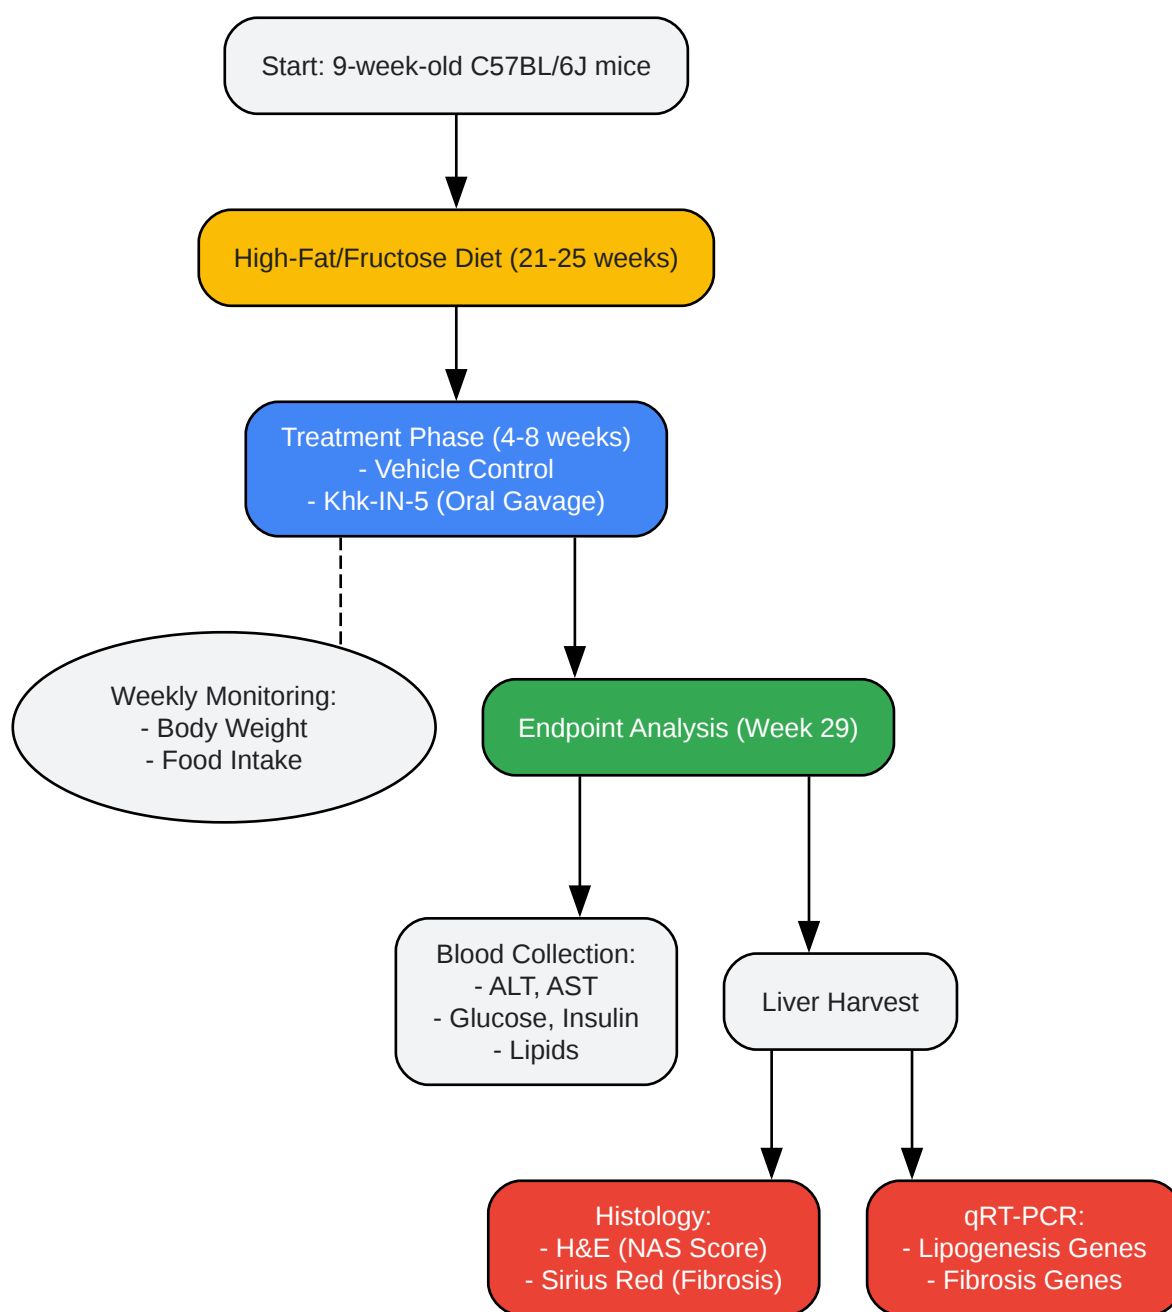 Start: 9-week-old C57BL/6J mice
High-Fat/Fructose Diet (21-25 weeks)
Treatment Phase (4-8 weeks)
- Vehicle Control
- Khk-IN-5 (Oral Gavage)
Weekly Monitoring:
- Body Weight
- Food Intake
Endpoint Analysis (Week 29)
Blood Collection:
- ALT, AST
- Glucose, Insulin
- Lipids
Liver Harvest
Histology:
- H&E (NAS Score)
- Sirius Red (Fibrosis)
qRT-PCR:
- Lipogenesis Genes
- Fibrosis Genes